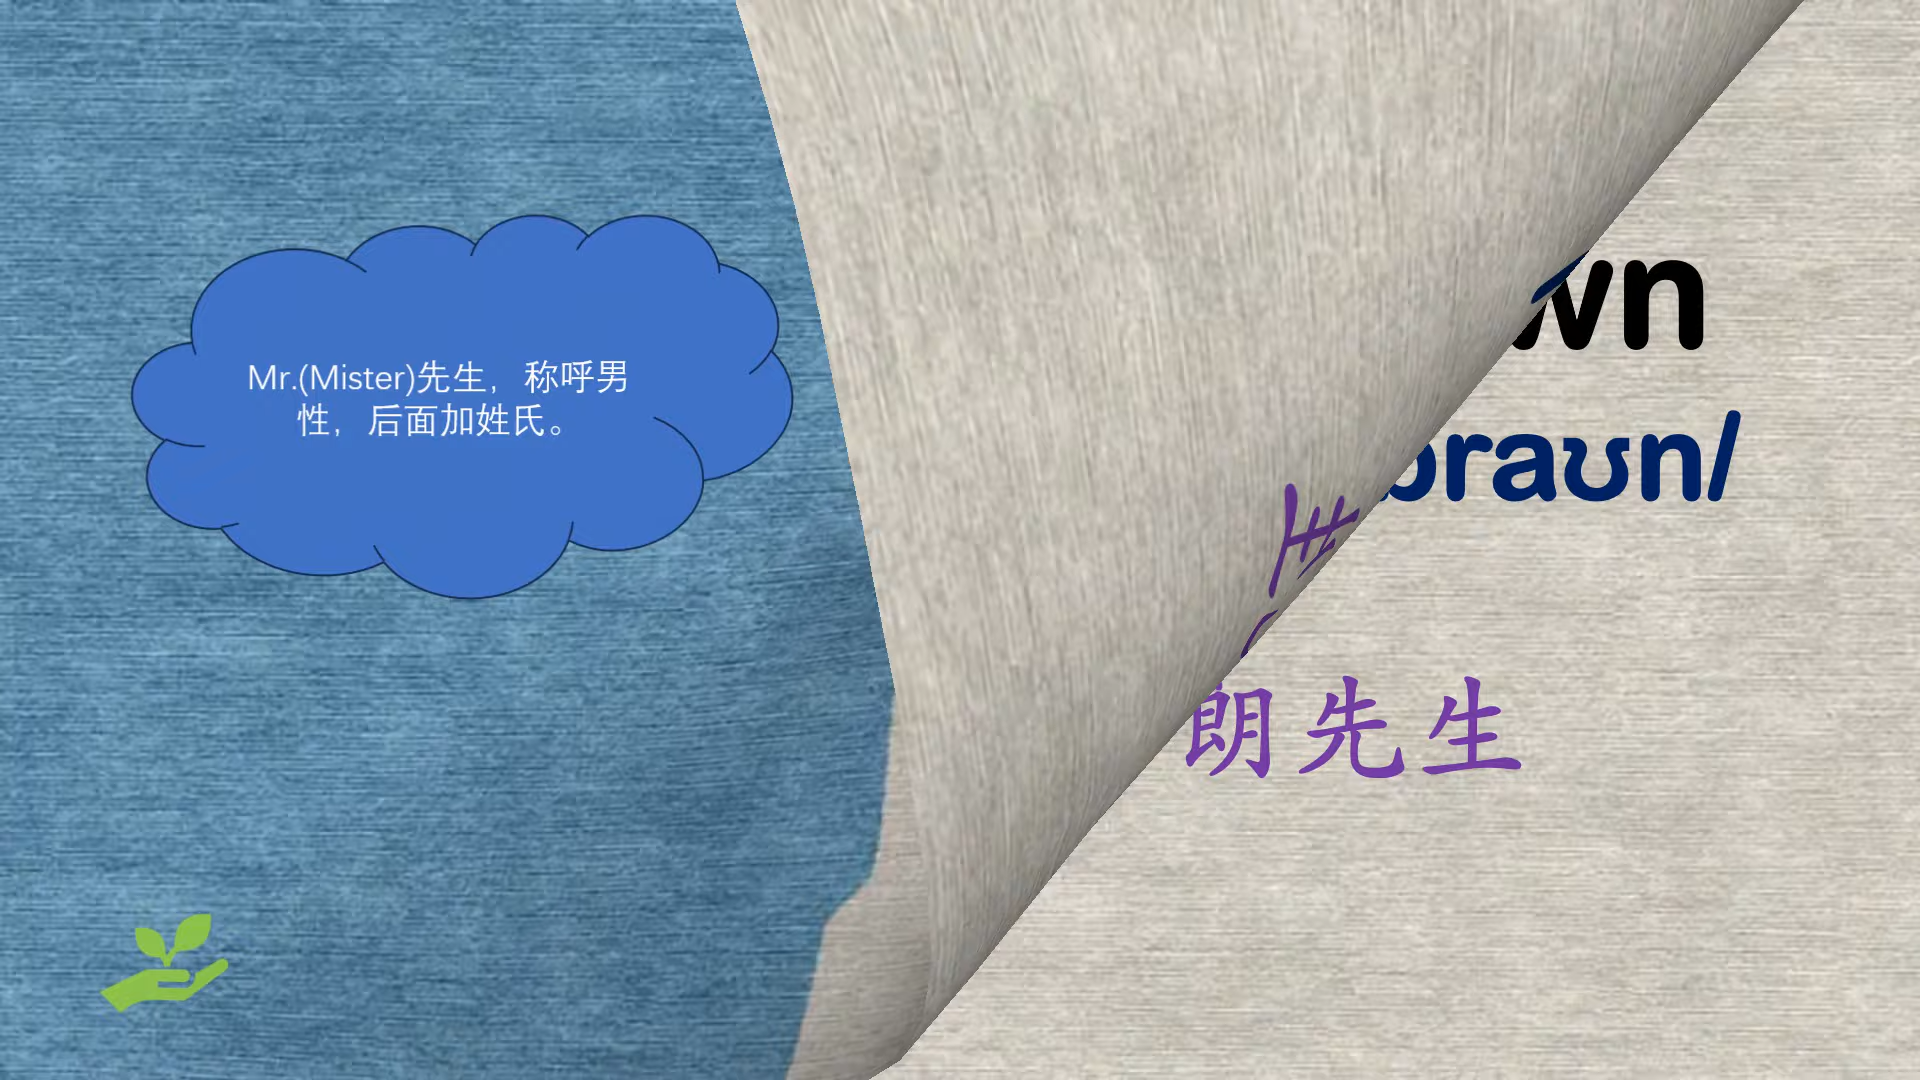 Mr.(Mister)先生，称呼男
性，后面加姓氏。
wn
braʊn/
朗先生